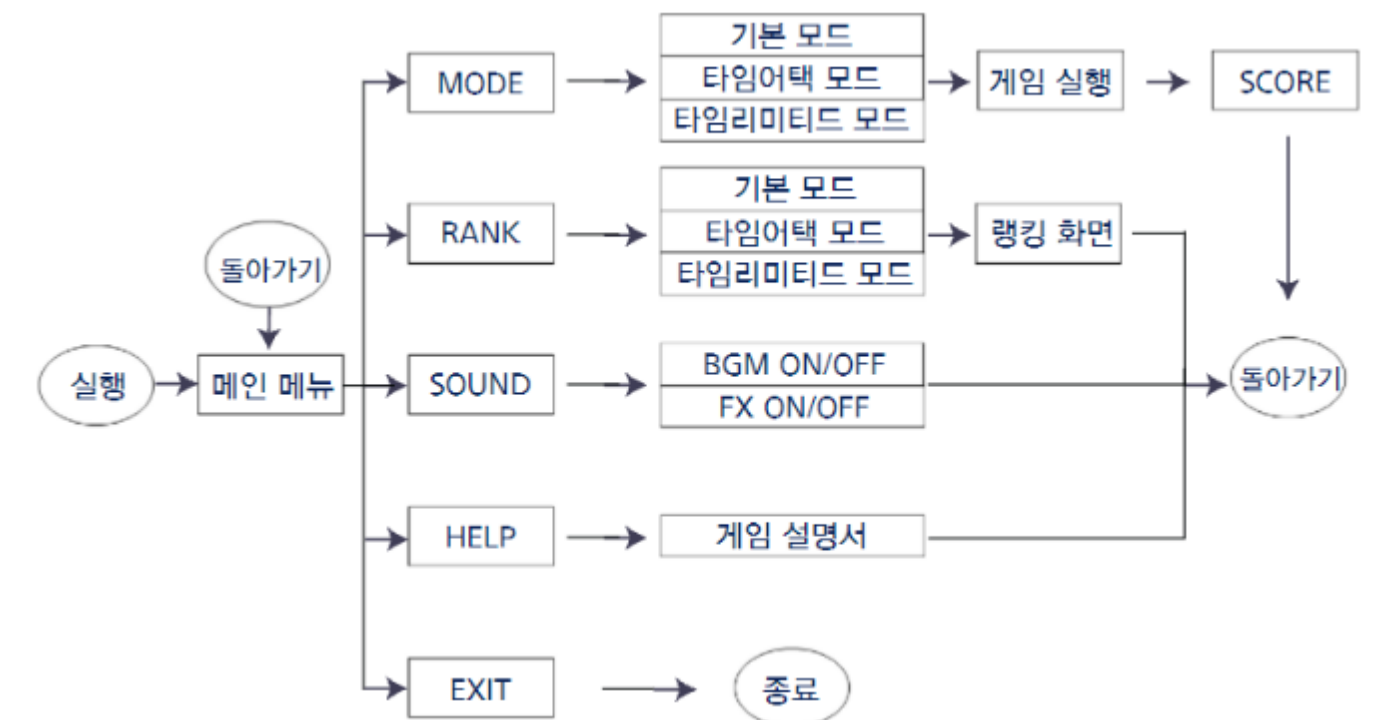 MODE
기본 모드
타임어택 모드
타임리미티드 모드
게임 실행
SCORE
RANK
기본 모드
타임어택 모드
타임리미티드 모드
랭킹 화면
돌아가기
실행
메인 메뉴
SOUND
BGM ON/OFF
FX ON/OFF
돌아가기
HELP
게임 설명서
EXIT
종료